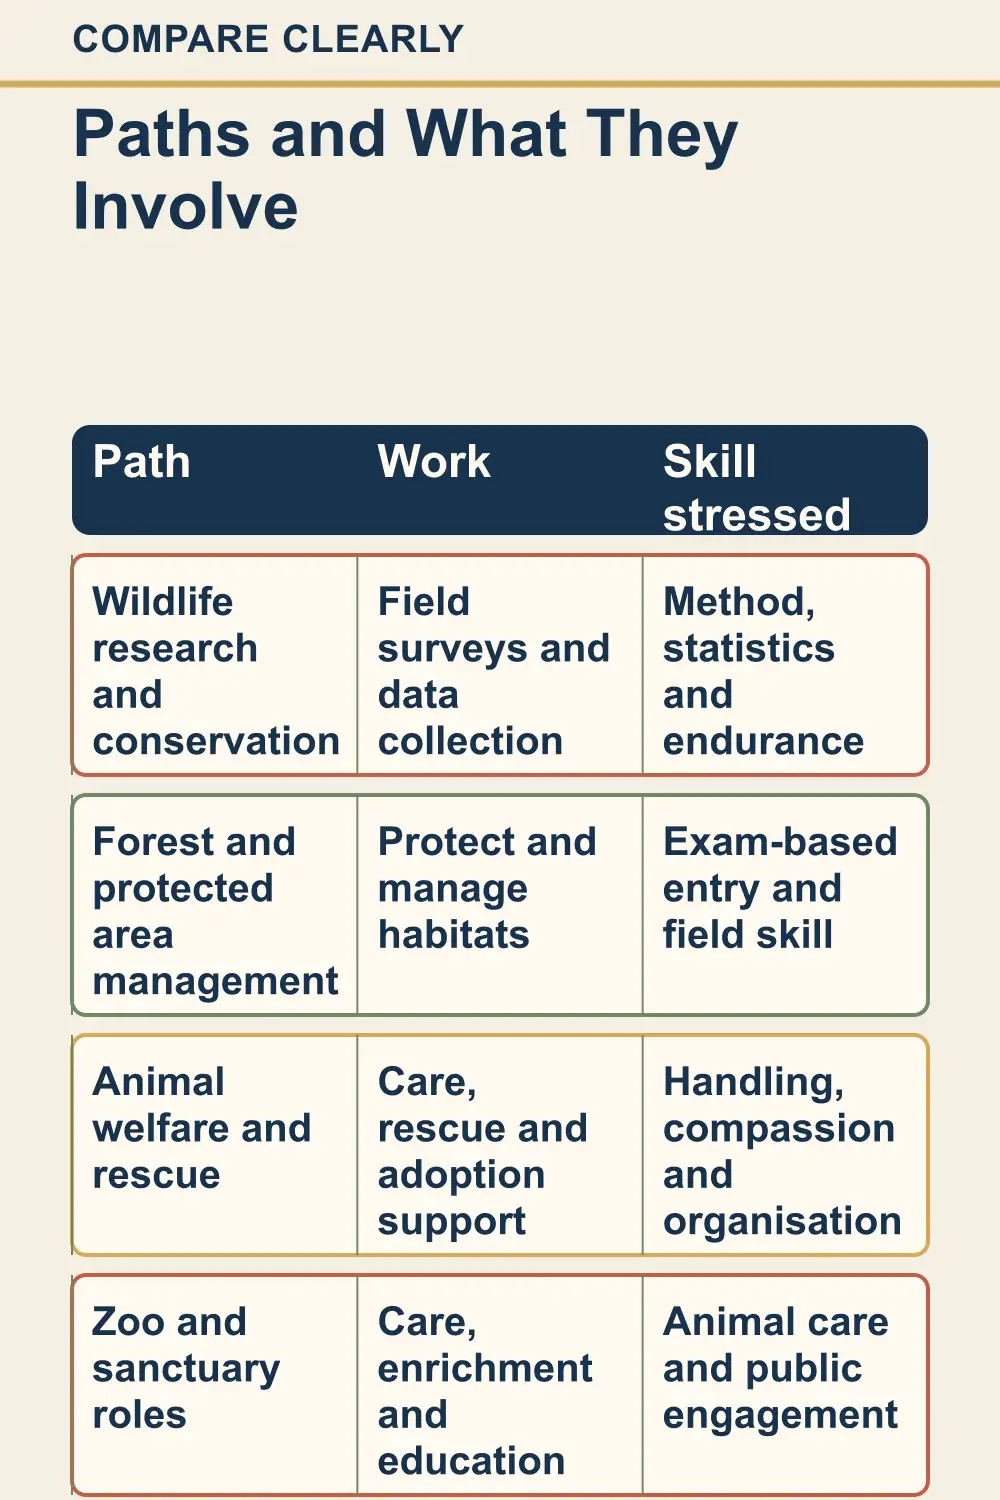 COMPARE CLEARLY
Paths and What They
Involve
Path
Work
Skill
stressed
Wildlife
research
and
conservation
Field
surveys and
data
collection
Method,
statistics
and
endurance
Forest and
protected
area
management
Protect and
manage
habitats
Exam-based
entry and
field skill
Animal
welfare and
rescue
Care,
rescue and
adoption
support
Handling,
compassion
and
organisation
Zoo and
sanctuary
roles
Care,
enrichment
and
education
Animal care
and public
engagement